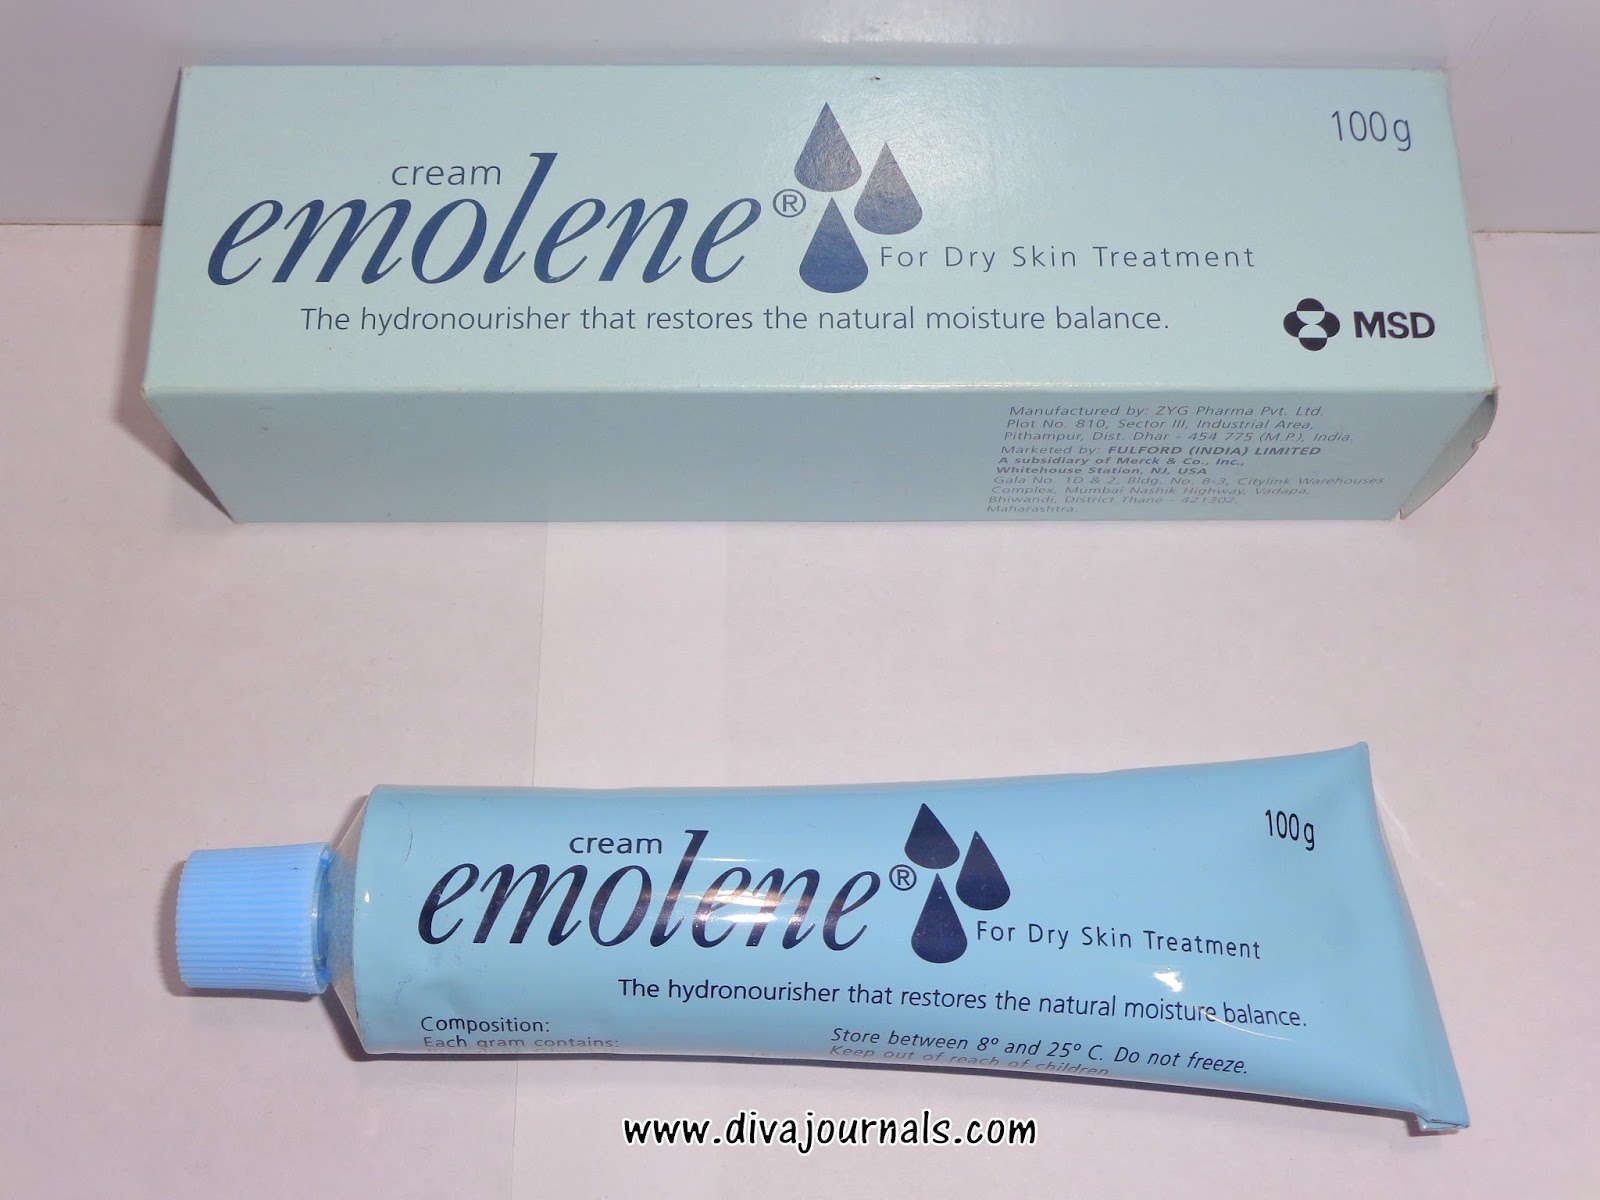 cream
emolene®
100g
For Dry Skin Treatment
The hydronourisher that restores the natural moisture balance.
MSD
Manufactured by: ZYG Pharma Pvt. Ltd.
Plot No. 810, Sector III, Industrial Area,
Pithampur, Dist. Dhar - 454 775 (M.P.), India.
Marketed by: FULFORD (INDIA) LIMITED
A subsidiary of Merck & Co., Inc.,
Whitehouse Station, NJ, USA
Gala No. 1D & 2, Bldg. No. B-3, Citylink Warehouses
Complex, Mumbai Nashik Highway, Vadapa,
Bhiwandi, District Thane - 421302,
Maharashtra.
cream
emolene®
100g
For Dry Skin Treatment
The hydronourisher that restores the natural moisture balance.
Composition:
Each gram contains:
Store between 8° and 25° C. Do not freeze.
Keep out of reach of children
www.divajournals.com